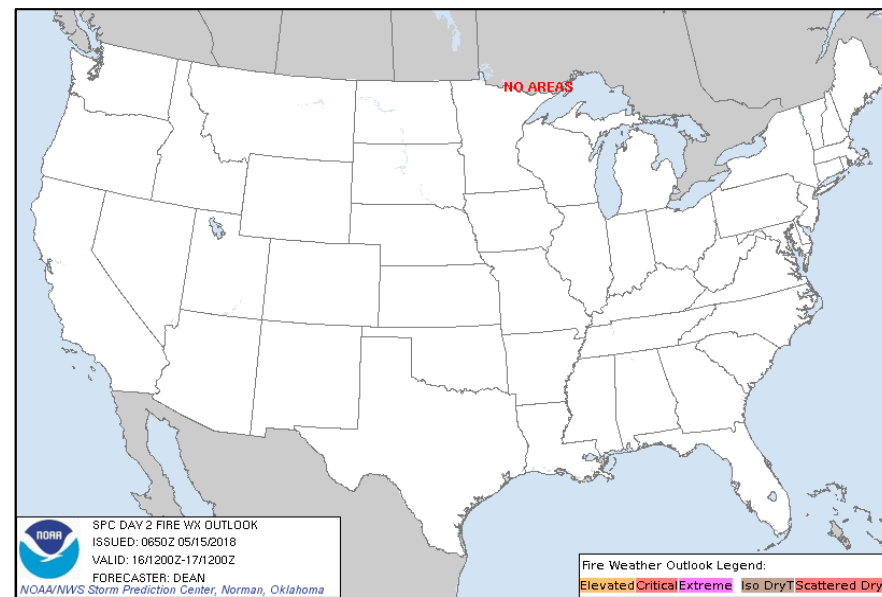 NO AREAS
NOAA
SPC DAY 2 FIRE WX OUTLOOK
ISSUED: 0650Z 05/15/2018
VALID: 16/1200Z-17/1200Z
FORECASTER: DEAN
NOAA/NWS Storm Prediction Center, Norman, Oklahoma
Fire Weather Outlook Legend:
Elevated Critical Extreme Iso DryT Scattered Dry